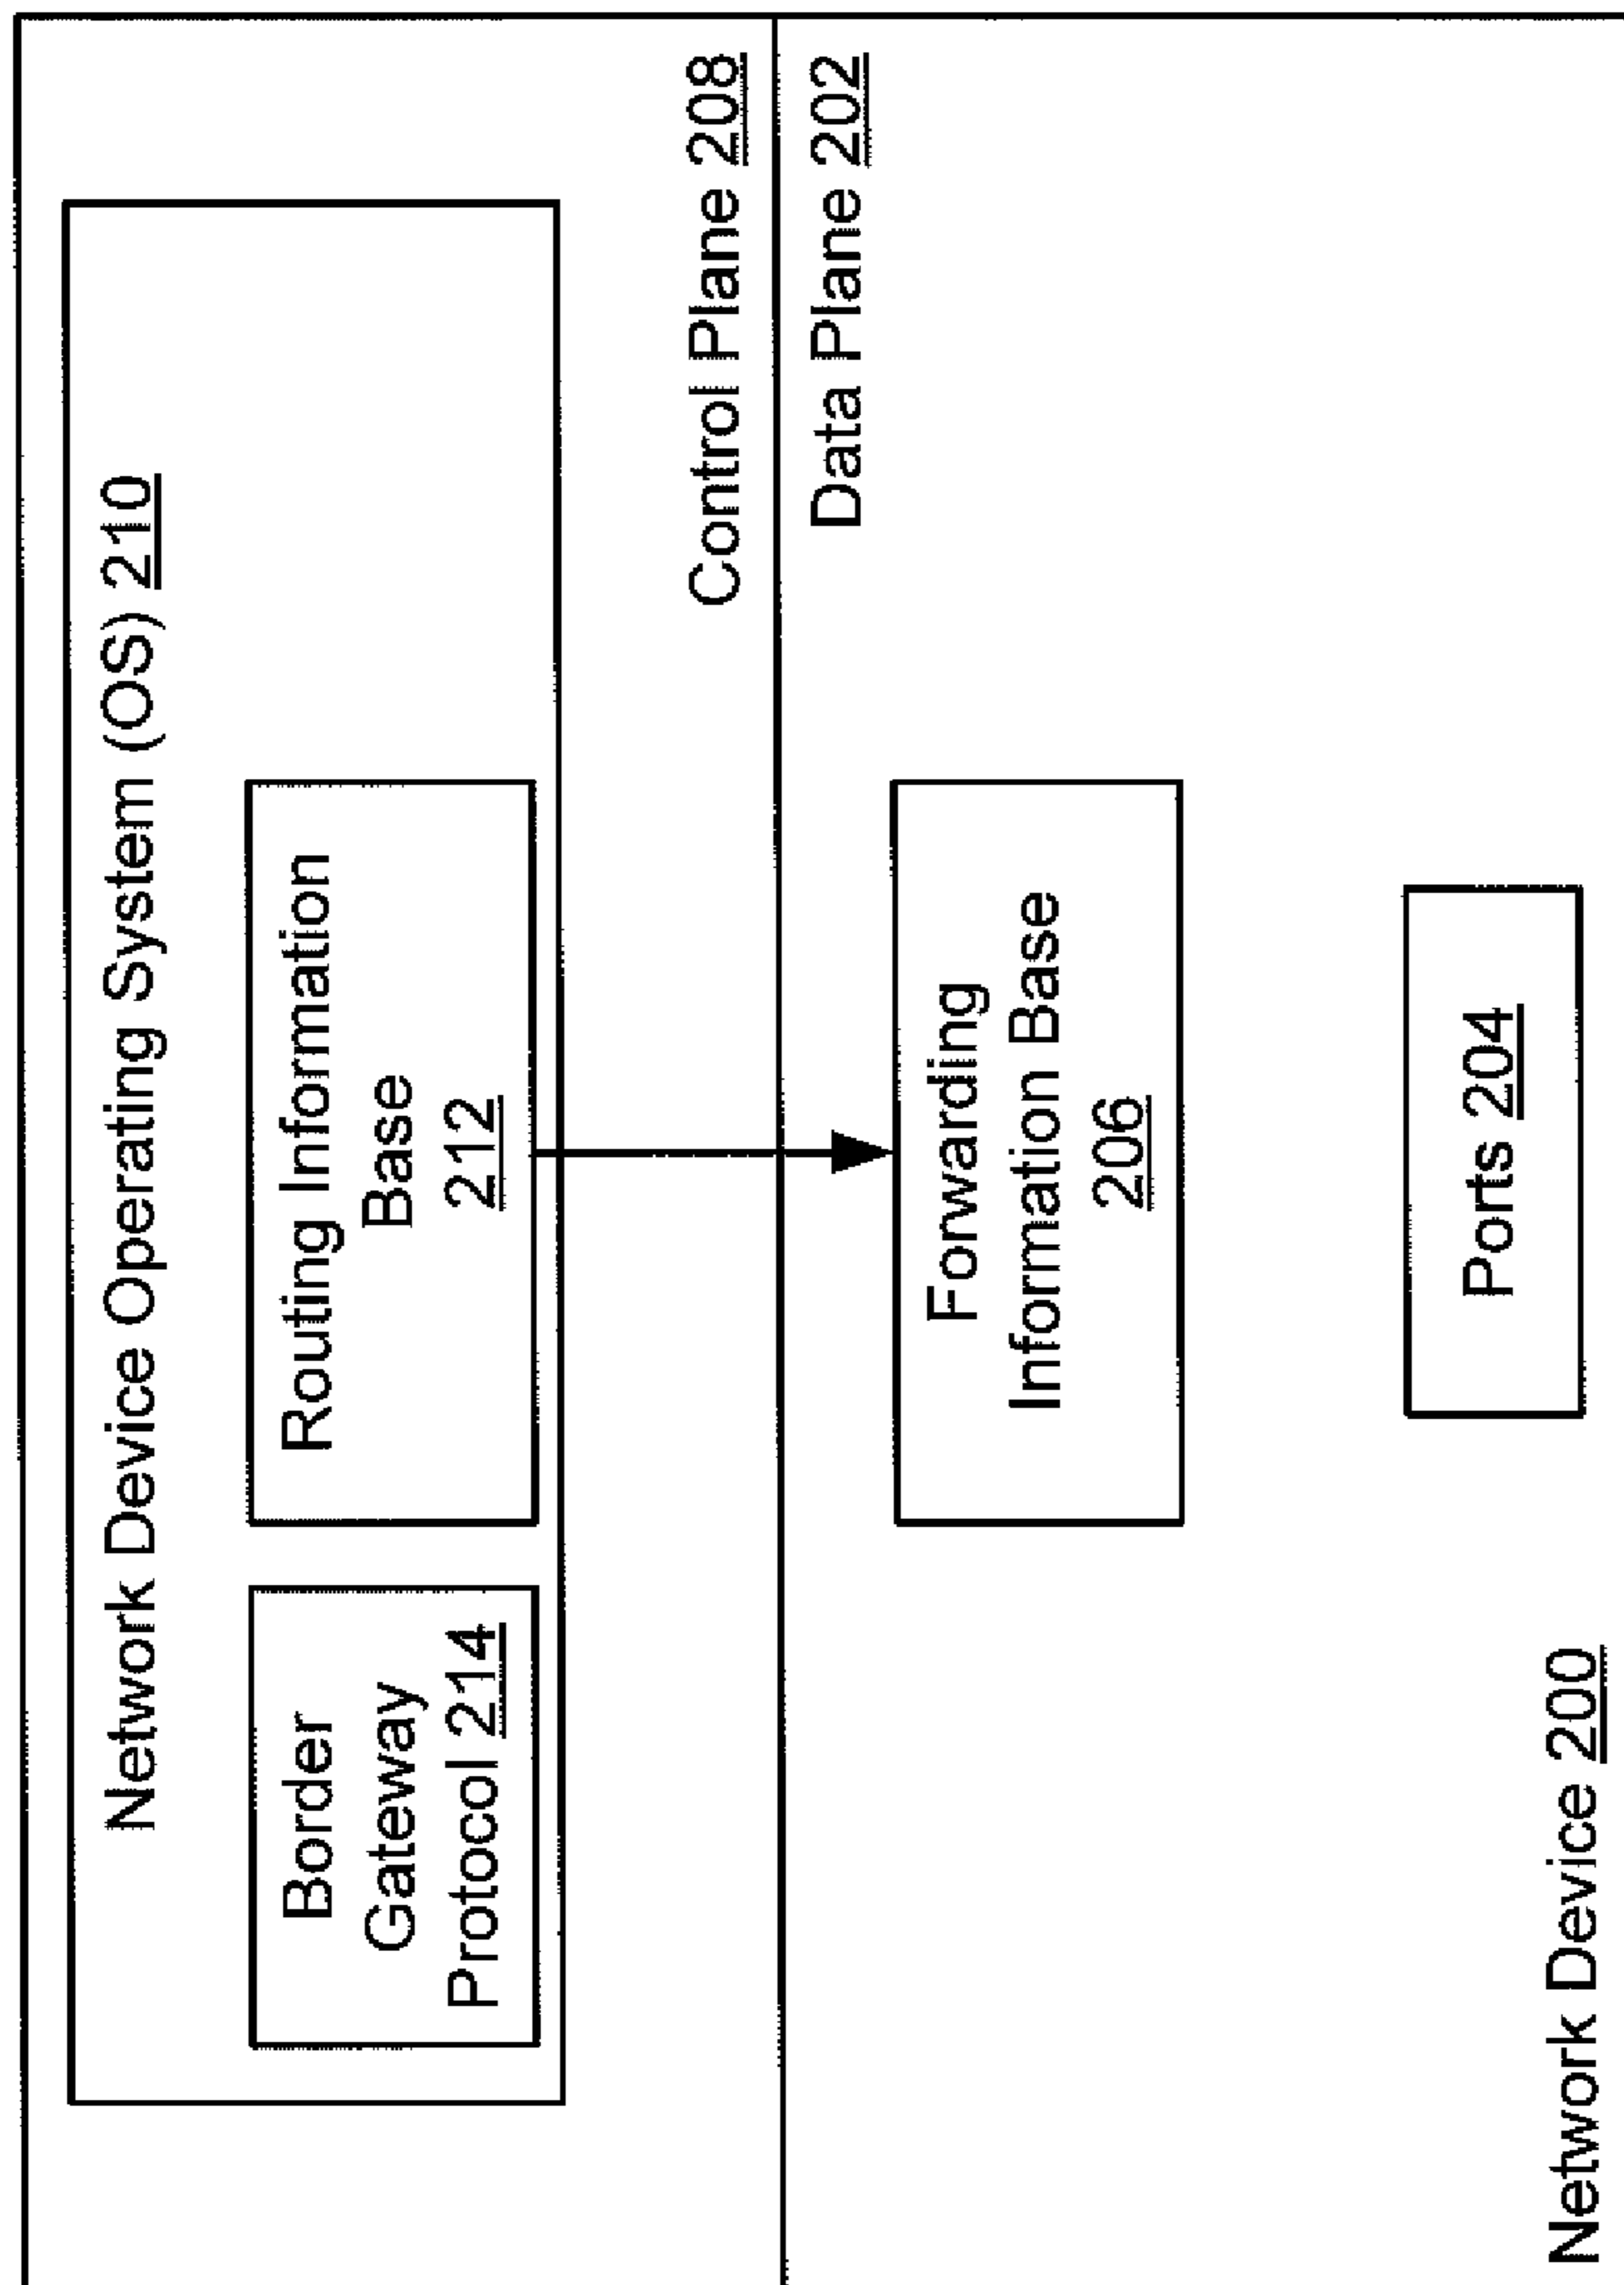 Network Device Operating System (OS) 210
Border
Gateway
Protocol 214
Routing Information
Base
212
Control Plane 208
Data Plane 202
Forwarding
Information Base
206
Ports 204
Network Device 200